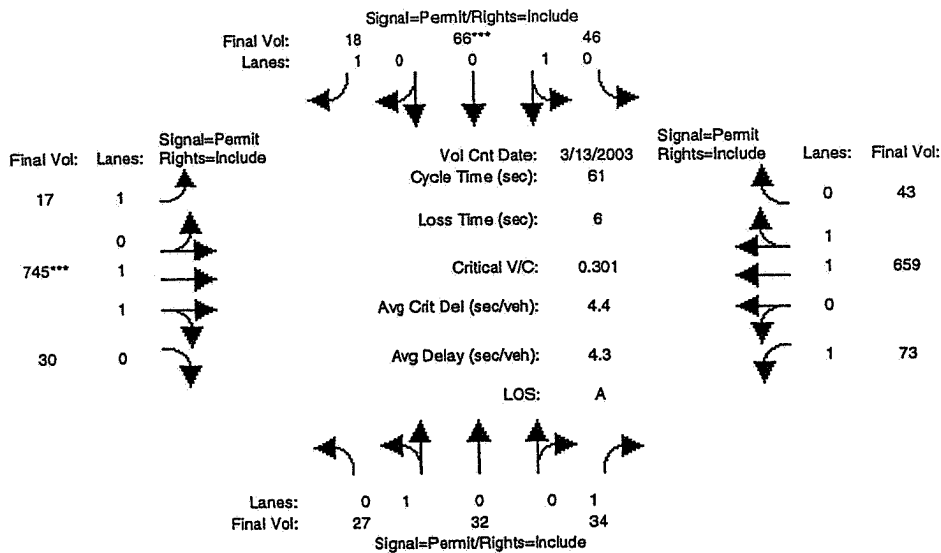 Signal=Permit/Rights=Include
Final Vol: 18 66*** 46
Lanes: 1 0 0 1 0
Signal=Permit
Final Vol: Lanes: Rights=Include
17 1
0
745*** 1
1
30 0
Vol Cnt Date: 3/13/2003
Cycle Time (sec): 61
Loss Time (sec): 6
Critical V/C: 0.301
Avg Crit Del (sec/veh): 4.4
Avg Delay (sec/veh): 4.3
LOS: A
Signal=Permit
Rights=Include Lanes: Final Vol:
0 43
1
1 659
0
1 73
Lanes: 0 1 0 0 1
Final Vol: 27 32 34
Signal=Permit/Rights=Include